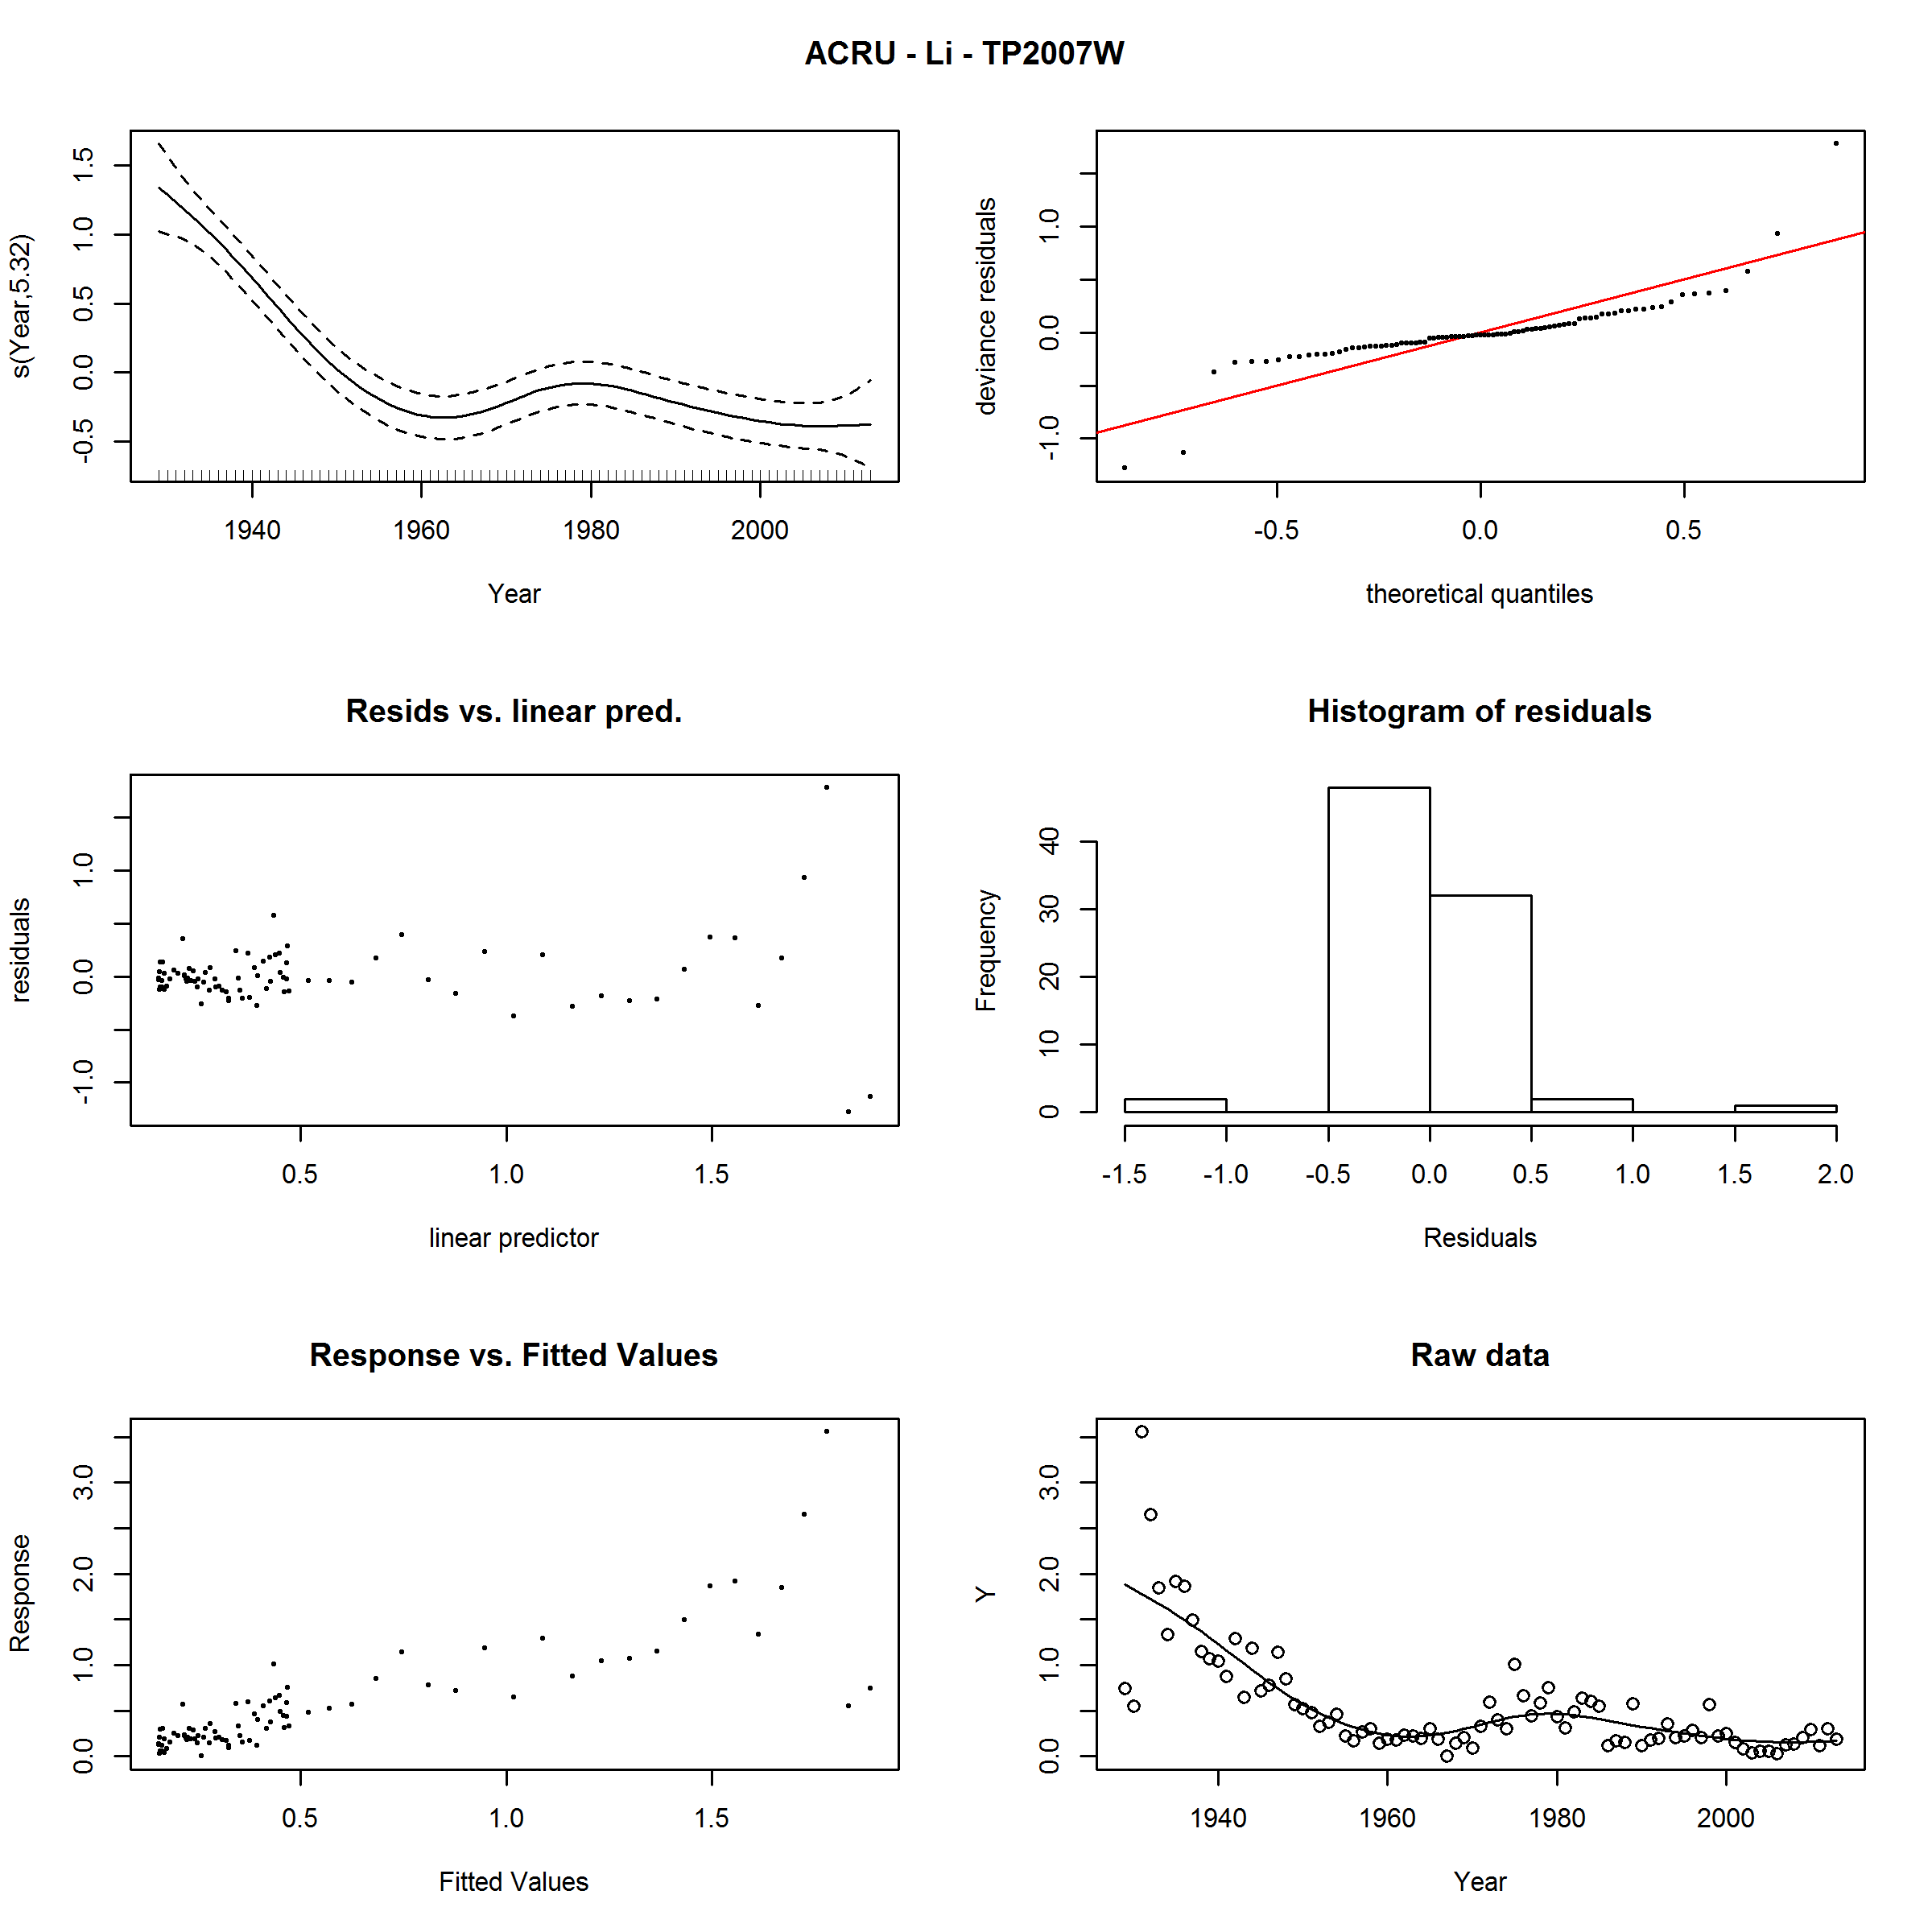 ACRU - Li - TP2007W
s(Year,5.32)
1.5
1.0
0.5
0.0
-0.5
1940 1960 1980 2000
Year
deviance residuals
1.0
0.0
-1.0
-0.5 0.0 0.5
theoretical quantiles
Resids vs. linear pred.
residuals
1.0
0.0
-1.0
0.5 1.0 1.5
linear predictor
Histogram of residuals
Frequency
40
30
20
10
0
-1.5 -1.0 -0.5 0.0 0.5 1.0 1.5 2.0
Residuals
Response vs. Fitted Values
Response
3.0
2.0
1.0
0.0
0.5 1.0 1.5
Fitted Values
Raw data
Y
3.0
2.0
1.0
0.0
1940 1960 1980 2000
Year